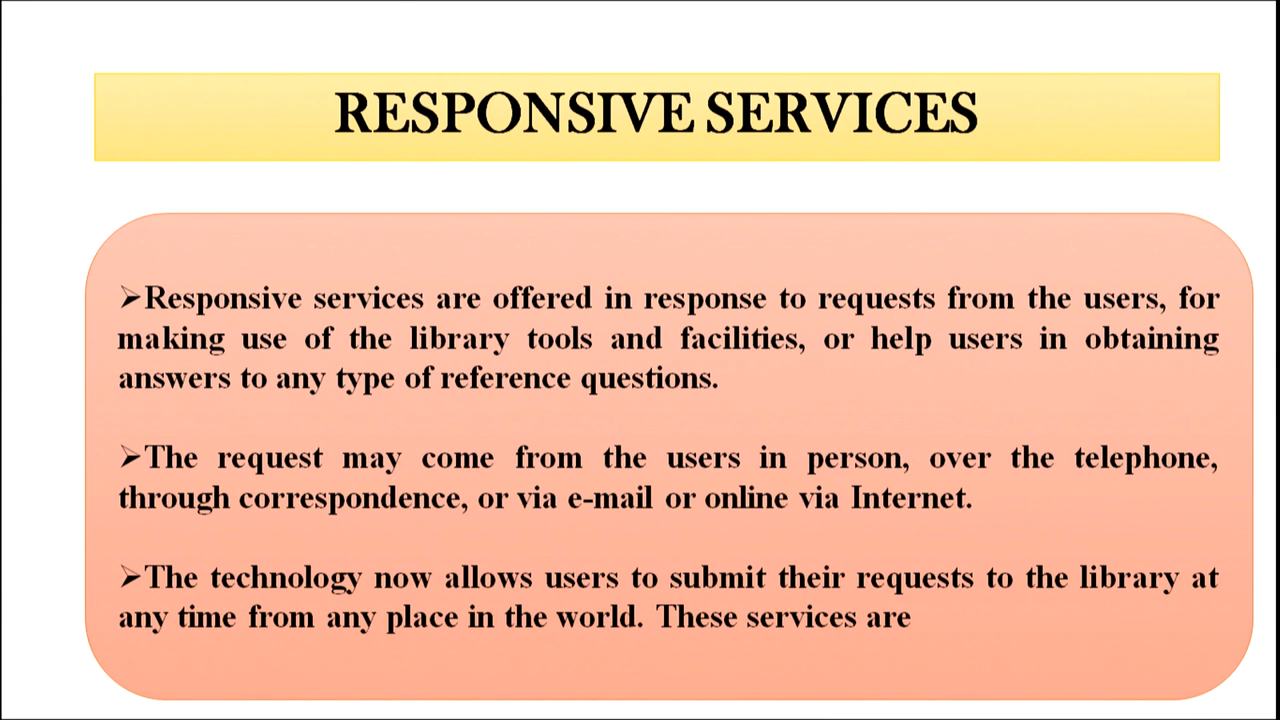 RESPONSIVE SERVICES
➢Responsive services are offered in response to requests from the users, for
making use of the library tools and facilities, or help users in obtaining
answers to any type of reference questions.
➢The request may come from the users in person, over the telephone,
through correspondence, or via e-mail or online via Internet.
➢The technology now allows users to submit their requests to the library at
any time from any place in the world. These services are